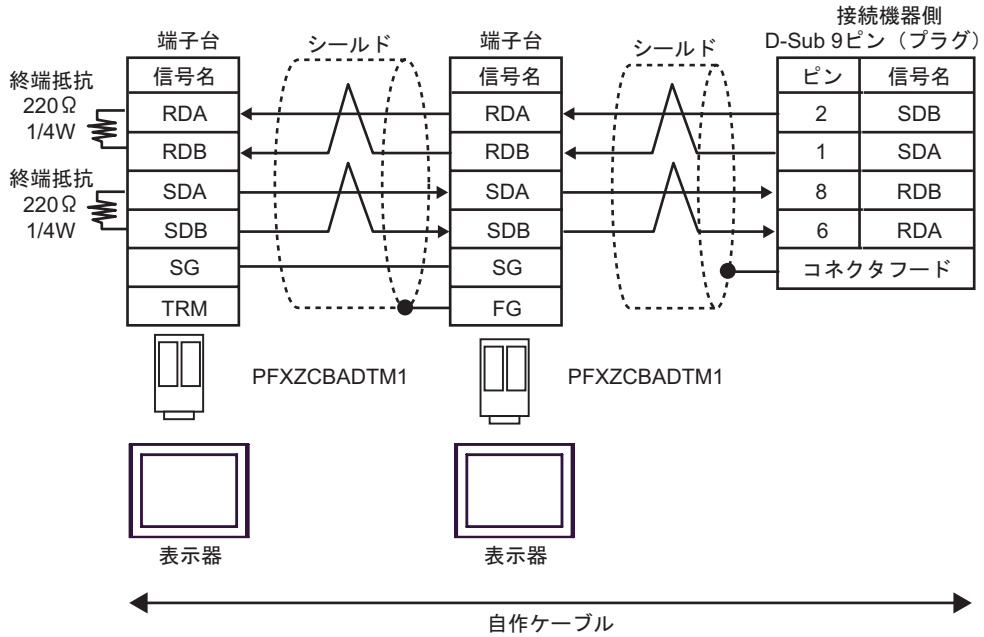 接続機器側
端子台
シールド
端子台
シールド
D-Sub 9ピン（プラグ）
終端抵抗
220Ω
1/4W
終端抵抗
220Ω
1/4W
信号名
RDA
RDB
SDA
SDB
SG
TRM
信号名
RDA
RDB
SDA
SDB
SG
FG
ピン 信号名
2 SDB
1 SDA
8 RDB
6 RDA
コネクタフード
PFXZCBADTM1
PFXZCBADTM1
表示器
表示器
自作ケーブル